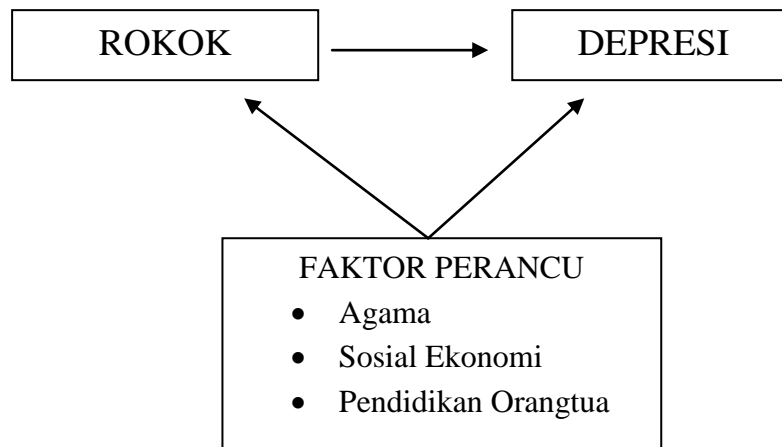 ROKOK
DEPRESI
FAKTOR PERANCU
• Agama
• Sosial Ekonomi
• Pendidikan Orangtua